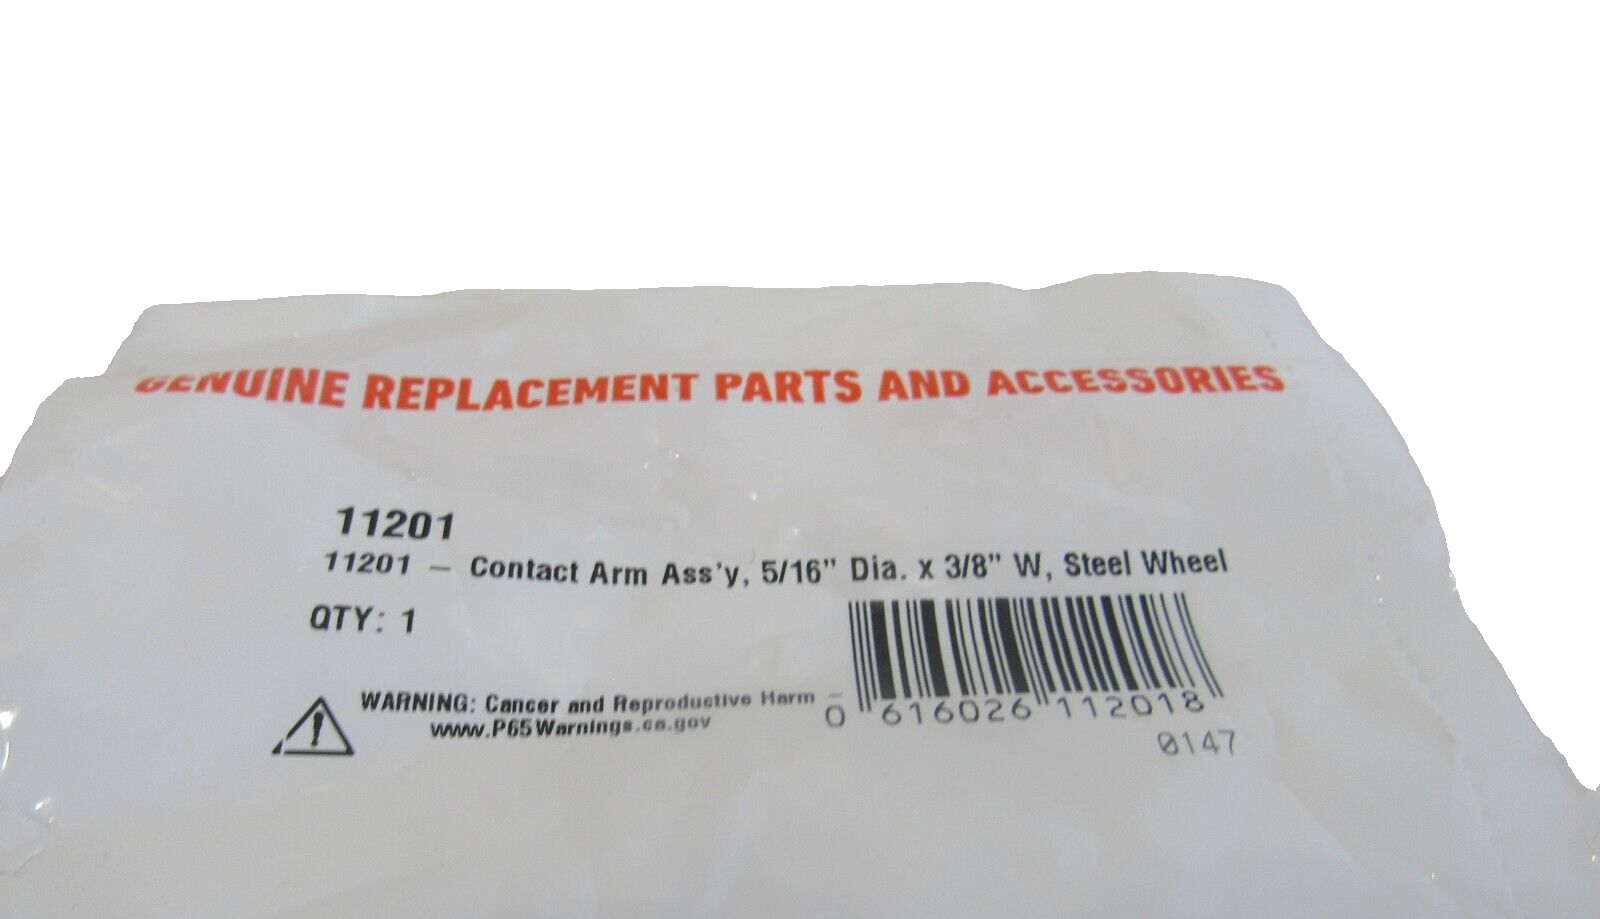 GENUINE REPLACEMENT PARTS AND ACCESSORIES
11201
11201 – Contact Arm Ass'y, 5/16" Dia. x 3/8" W, Steel Wheel
QTY: 1
WARNING: Cancer and Reproductive Harm –
www.P65Warnings.ca.gov
0 616026 112018
0147